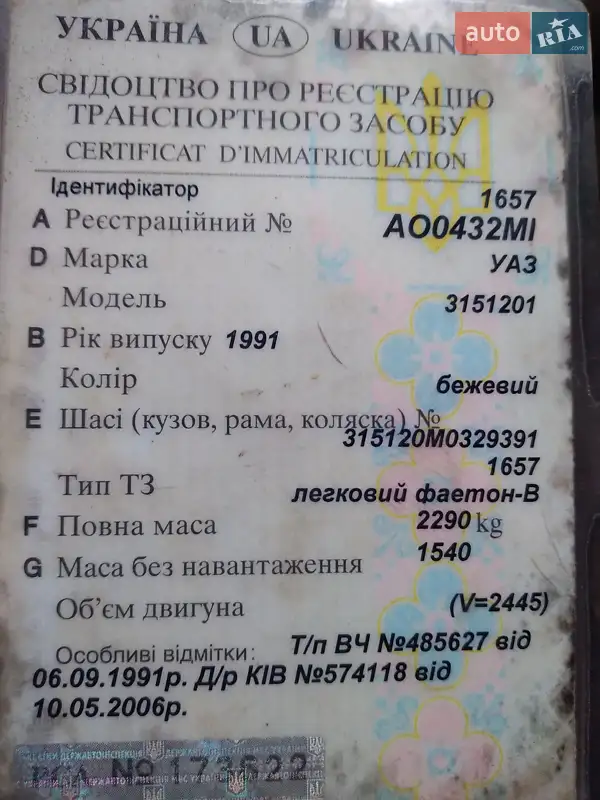 УКРАЇНА UA UKRAINE
auto RIA.com
СВІДОЦТВО ПРО РЕЄСТРАЦІЮ
ТРАНСПОРТНОГО ЗАСОБУ
CERTIFICAT D'IMMATRICULATION
Ідентифікатор 1657
A Реєстраційний № АО0432МІ
D Марка УАЗ
Модель 3151201
B Рік випуску 1991
Колір бежевий
E Шасі (кузов, рама, коляска) №
315120М0329391
1657
Тип ТЗ легковий фаетон-В
F Повна маса 2290 kg
G Маса без навантаження 1540
Об'єм двигуна (V=2445)
Особливі відмітки: Т/п ВЧ №485627 від
06.09.1991р. Д/р КІВ №574118 від
10.05.2006р.